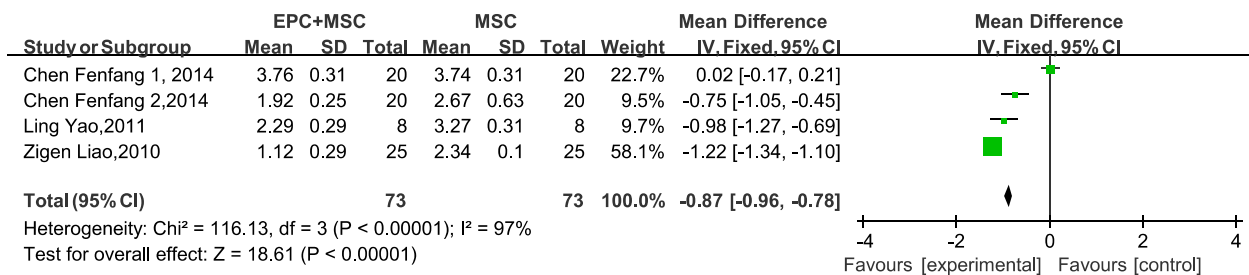 EPC+MSC MSC Mean Difference Mean Difference
Study or Subgroup Mean SD Total Mean SD Total Weight IV, Fixed, 95% CI IV, Fixed, 95% CI
Chen Fenfang 1, 2014 3.76 0.31 20 3.74 0.31 20 22.7% 0.02 [-0.17, 0.21]
Chen Fenfang 2,2014 1.92 0.25 20 2.67 0.63 20 9.5% -0.75 [-1.05, -0.45]
Ling Yao,2011 2.29 0.29 8 3.27 0.31 8 9.7% -0.98 [-1.27, -0.69]
Zigen Liao,2010 1.12 0.29 25 2.34 0.1 25 58.1% -1.22 [-1.34, -1.10]
Total (95% CI) 73 73 100.0% -0.87 [-0.96, -0.78]
Heterogeneity: Chi² = 116.13, df = 3 (P < 0.00001); I² = 97%
Test for overall effect: Z = 18.61 (P < 0.00001)
-4 -2 0 2 4
Favours [experimental] Favours [control]